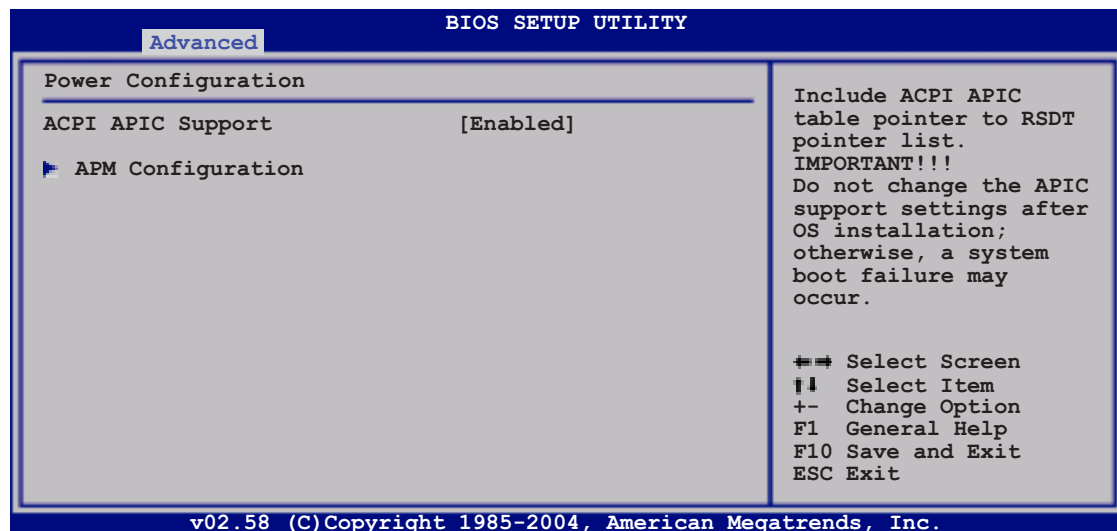 BIOS SETUP UTILITY
Advanced
Power Configuration
ACPI APIC Support [Enabled]
APM Configuration
Include ACPI APIC
table pointer to RSDT
pointer list.
IMPORTANT!!!
Do not change the APIC
support settings after
OS installation;
otherwise, a system
boot failure may
occur.
Select Screen
Select Item
+- Change Option
F1 General Help
F10 Save and Exit
ESC Exit
v02.58 (C)Copyright 1985-2004, American Megatrends, Inc.